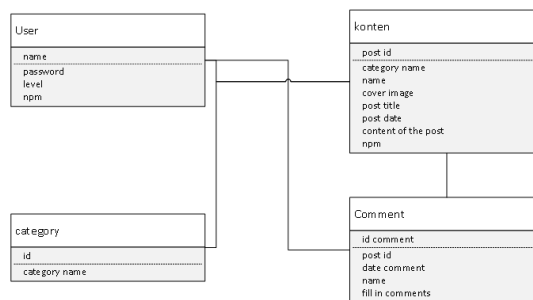 User
name
password
level
npm
konten
post id
category name
name
cover image
post title
post date
content of the post
npm
category
id
category name
Comment
id comment
post id
date comment
name
fill in comments